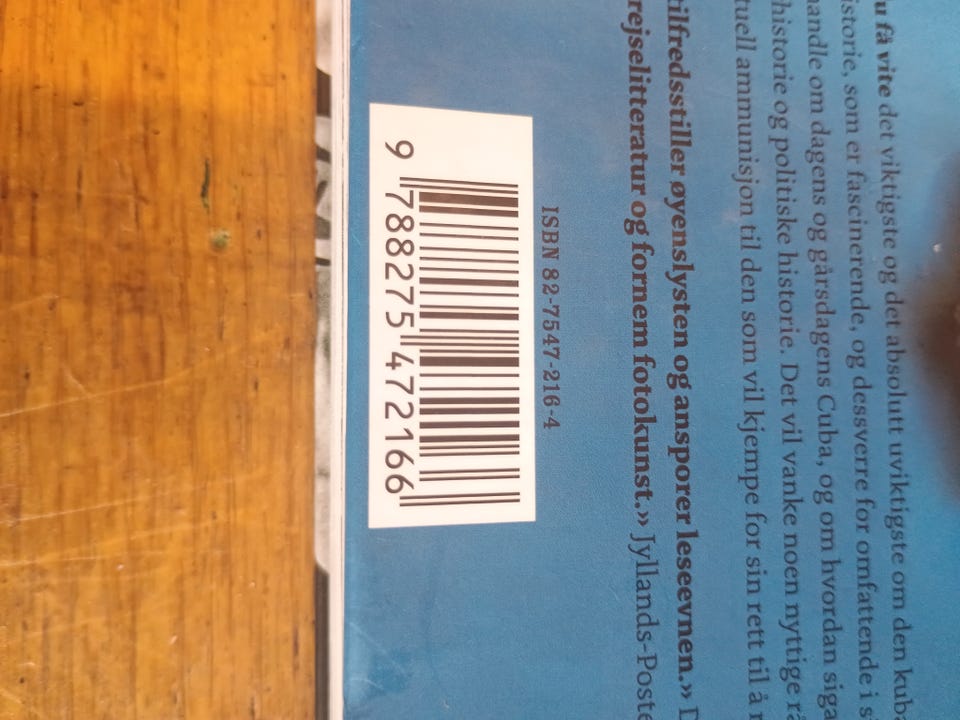 u få vite det viktigste og det absolutt uviktigste om den kub
istorie, som er fascinerende, og dessverre for omfattende i s
handle om dagens og gårsdagens Cuba, og om hvordan siga
historie og politiske historie. Det vil vanke noen nyttige rå
tuell ammunisjon til den som vil kjempe for sin rett til å
ilfredsstiller øyenslysten og ansporer leseevnen.»
rejselitteratur og fornem fotokunst.» Jyllands-Poste
ISBN 82-7547-216-4
9 788275 472166